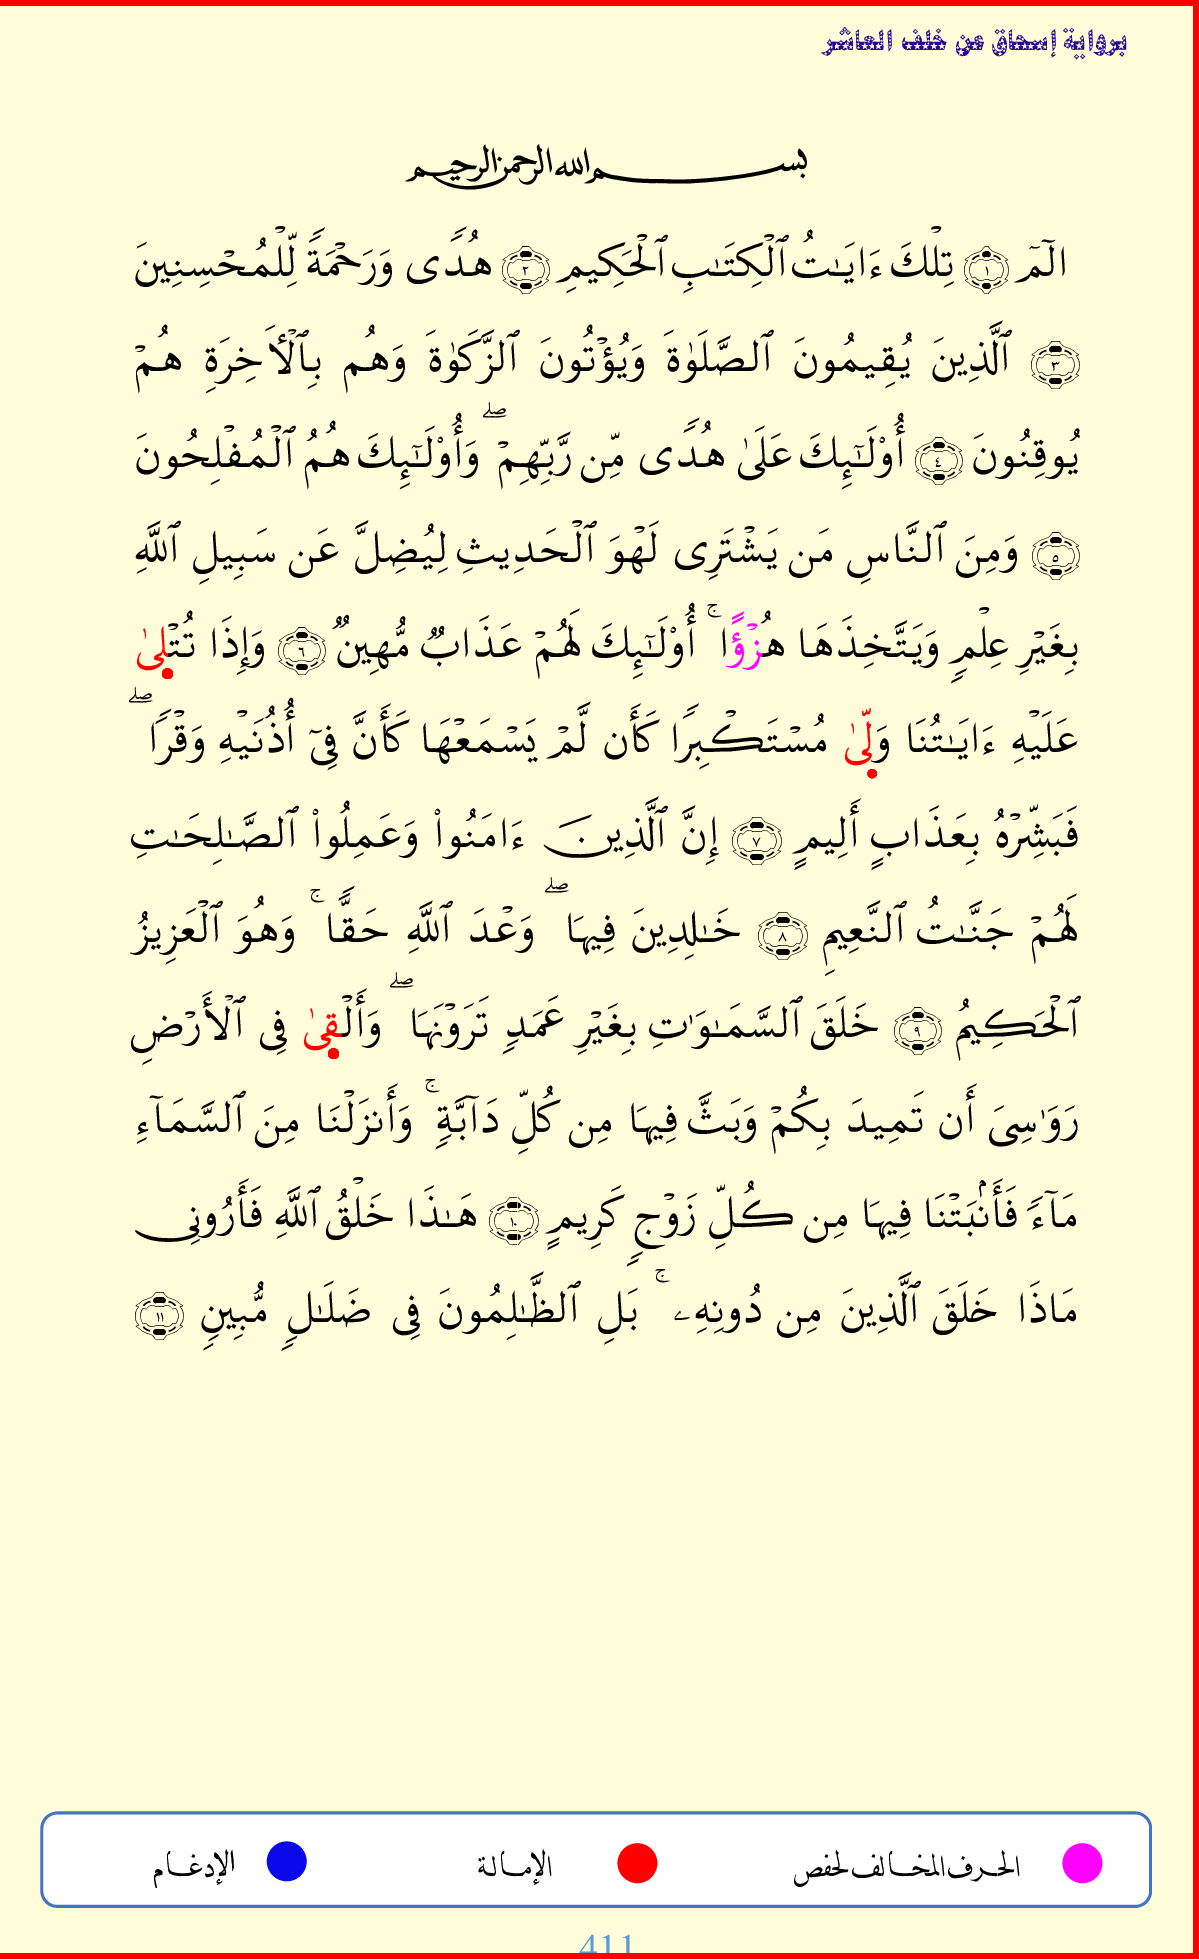 برواية إسحاق عن خلف العاشر
بسم الله الرحمن الرحيم
الٓمٓ ١ تِلْكَ ءَايَـٰتُ ٱلْكِتَـٰبِ ٱلْحَكِيمِ ٢ هُدًى وَرَحْمَةً لِّلْمُحْسِنِينَ
٣ ٱلَّذِينَ يُقِيمُونَ ٱلصَّلَوٰةَ وَيُؤْتُونَ ٱلزَّكَوٰةَ وَهُم بِٱلْأَخِرَةِ هُمْ
يُوقِنُونَ ٤ أُوْلَـٰٓئِكَ عَلَىٰ هُدًى مِّن رَّبِّهِمْ ۖ وَأُوْلَـٰٓئِكَ هُمُ ٱلْمُفْلِحُونَ
٥ وَمِنَ ٱلنَّاسِ مَن يَشْتَرِى لَهْوَ ٱلْحَدِيثِ لِيُضِلَّ عَن سَبِيلِ ٱللَّهِ
بِغَيْرِ عِلْمٍ وَيَتَّخِذَهَا هُزْؤًا ۚ أُوْلَـٰٓئِكَ لَهُمْ عَذَابٌ مُّهِينٌ ٦ وَإِذَا تُتْلِىٰ
عَلَيْهِ ءَايَـٰتُنَا وَلِّىٰ مُسْتَكْبِرًا كَأَن لَّمْ يَسْمَعْهَا كَأَنَّ فِىٓ أُذُنَيْهِ وَقْرًا ۖ
فَبَشِّرْهُ بِعَذَابٍ أَلِيمٍ ٧ إِنَّ ٱلَّذِينَ ءَامَنُواْ وَعَمِلُواْ ٱلصَّـٰلِحَـٰتِ
لَهُمْ جَنَّـٰتُ ٱلنَّعِيمِ ٨ خَـٰلِدِينَ فِيهَا ۖ وَعْدَ ٱللَّهِ حَقًّا ۚ وَهُوَ ٱلْعَزِيزُ
ٱلْحَكِيمُ ٩ خَلَقَ ٱلسَّمَـٰوَٰتِ بِغَيْرِ عَمَدٍ تَرَوْنَهَا ۖ وَأَلْقِىٰ فِى ٱلْأَرْضِ
رَوَٰسِىَ أَن تَمِيدَ بِكُمْ وَبَثَّ فِيهَا مِن كُلِّ دَآبَّةٍ ۚ وَأَنزَلْنَا مِنَ ٱلسَّمَآءِ
مَآءً فَأَنۢبَتْنَا فِيهَا مِن كُلِّ زَوْجٍ كَرِيمٍ ١٠ هَـٰذَا خَلْقُ ٱللَّهِ فَأَرُونِى
مَاذَا خَلَقَ ٱلَّذِينَ مِن دُونِهِۦ ۚ بَلِ ٱلظَّـٰلِمُونَ فِى ضَلَـٰلٍ مُّبِينٍ ١١
الحرف المخالف لحفص الإمالة الإدغام
411